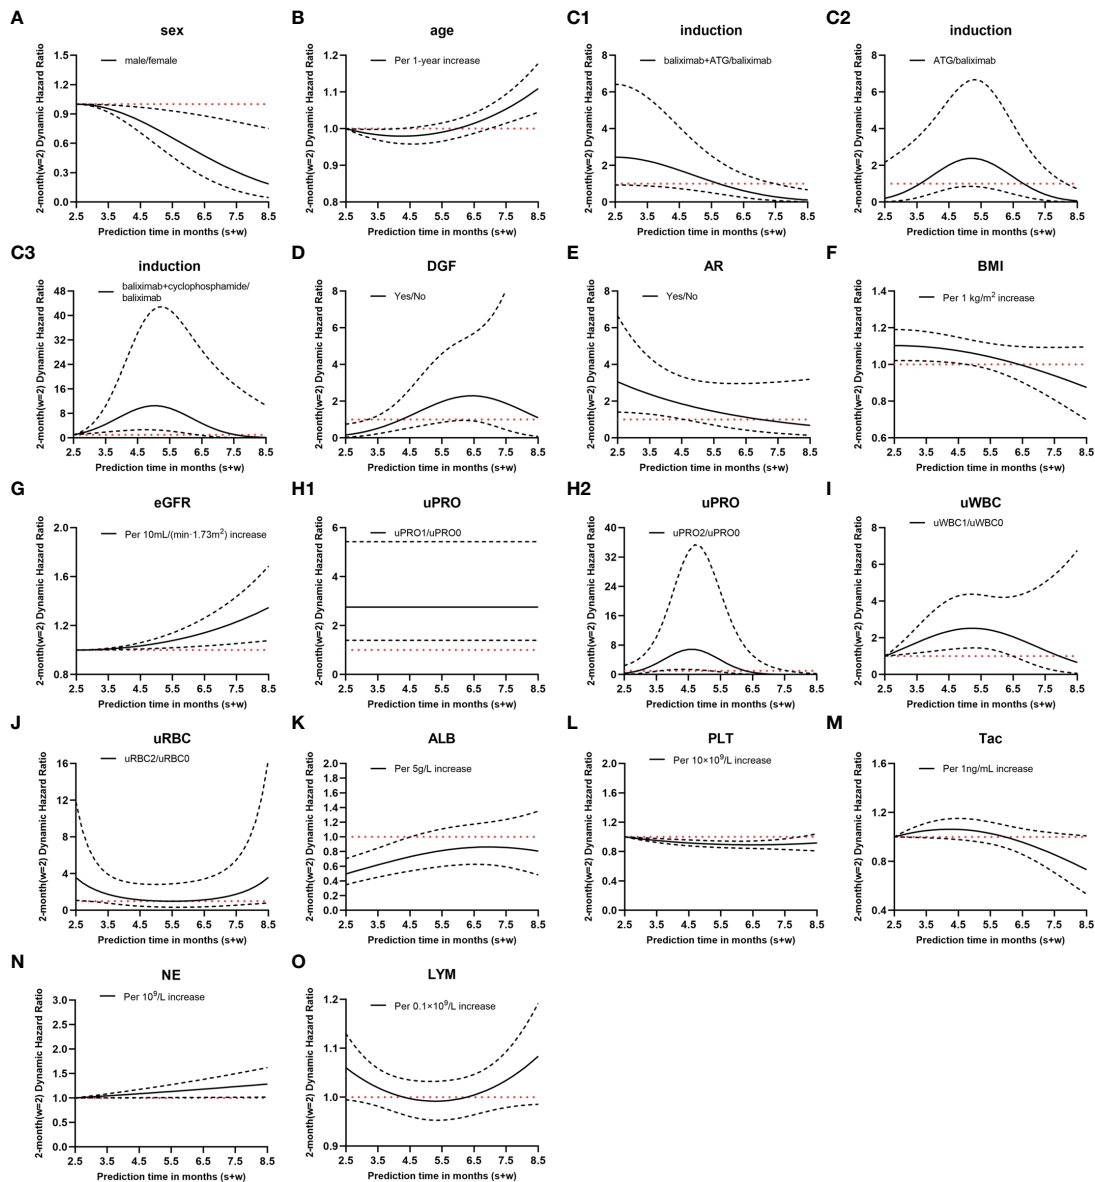 A
sex
2-month(w=2) Dynamic Hazard Ratio
1.5
1.2
0.9
0.6
0.3
0.0
male/female
2.5 3.5 4.5 5.5 6.5 7.5 8.5
Prediction time in months (s+w)
B
age
2-month(w=2) Dynamic Hazard Ratio
1.2
1.1
1.0
0.9
0.8
Per 1-year increase
2.5 3.5 4.5 5.5 6.5 7.5 8.5
Prediction time in months (s+w)
C1
induction
2-month(w=2) Dynamic Hazard Ratio
8
6
4
2
0
baliximab+ATG/baliximab
2.5 3.5 4.5 5.5 6.5 7.5 8.5
Prediction time in months (s+w)
C2
induction
2-month(w=2) Dynamic Hazard Ratio
8
6
4
2
0
ATG/baliximab
2.5 3.5 4.5 5.5 6.5 7.5 8.5
Prediction time in months (s+w)
C3
induction
2-month(w=2) Dynamic Hazard Ratio
48
40
32
24
16
8
0
baliximab+cyclophosphamide/
baliximab
2.5 3.5 4.5 5.5 6.5 7.5 8.5
Prediction time in months (s+w)
D
DGF
2-month(w=2) Dynamic Hazard Ratio
8
6
4
2
0
Yes/No
2.5 3.5 4.5 5.5 6.5 7.5 8.5
Prediction time in months (s+w)
E
AR
2-month(w=2) Dynamic Hazard Ratio
8
6
4
2
0
Yes/No
2.5 3.5 4.5 5.5 6.5 7.5 8.5
Prediction time in months (s+w)
F
BMI
2-month(w=2) Dynamic Hazard Ratio
1.4
1.2
1.0
0.8
0.6
Per 1 kg/m² increase
2.5 3.5 4.5 5.5 6.5 7.5 8.5
Prediction time in months (s+w)
G
eGFR
2-month(w=2) Dynamic Hazard Ratio
2.0
1.6
1.2
0.8
Per 10mL/(min·1.73m²) increase
2.5 3.5 4.5 5.5 6.5 7.5 8.5
Prediction time in months (s+w)
H1
uPRO
2-month(w=2) Dynamic Hazard Ratio
6
4
2
0
uPRO1/uPRO0
2.5 3.5 4.5 5.5 6.5 7.5 8.5
Prediction time in months (s+w)
H2
uPRO
2-month(w=2) Dynamic Hazard Ratio
40
32
24
16
8
0
uPRO2/uPRO0
2.5 3.5 4.5 5.5 6.5 7.5 8.5
Prediction time in months (s+w)
I
uWBC
2-month(w=2) Dynamic Hazard Ratio
8
6
4
2
0
uWBC1/uWBC0
2.5 3.5 4.5 5.5 6.5 7.5 8.5
Prediction time in months (s+w)
J
uRBC
2-month(w=2) Dynamic Hazard Ratio
16
12
8
4
0
uRBC2/uRBC0
2.5 3.5 4.5 5.5 6.5 7.5 8.5
Prediction time in months (s+w)
K
ALB
2-month(w=2) Dynamic Hazard Ratio
2.0
1.8
1.6
1.4
1.2
1.0
0.8
0.6
0.4
0.2
0.0
Per 5g/L increase
2.5 3.5 4.5 5.5 6.5 7.5 8.5
Prediction time in months (s+w)
L
PLT
2-month(w=2) Dynamic Hazard Ratio
2.0
1.6
1.2
0.8
0.4
0.0
Per 10×10⁹/L increase
2.5 3.5 4.5 5.5 6.5 7.5 8.5
Prediction time in months (s+w)
M
Tac
2-month(w=2) Dynamic Hazard Ratio
1.6
1.2
0.8
0.4
Per 1ng/mL increase
2.5 3.5 4.5 5.5 6.5 7.5 8.5
Prediction time in months (s+w)
N
NE
2-month(w=2) Dynamic Hazard Ratio
3.0
2.5
2.0
1.5
1.0
0.5
0.0
Per 10⁹/L increase
2.5 3.5 4.5 5.5 6.5 7.5 8.5
Prediction time in months (s+w)
O
LYM
2-month(w=2) Dynamic Hazard Ratio
1.2
1.1
1.0
0.9
Per 0.1×10⁹/L increase
2.5 3.5 4.5 5.5 6.5 7.5 8.5
Prediction time in months (s+w)